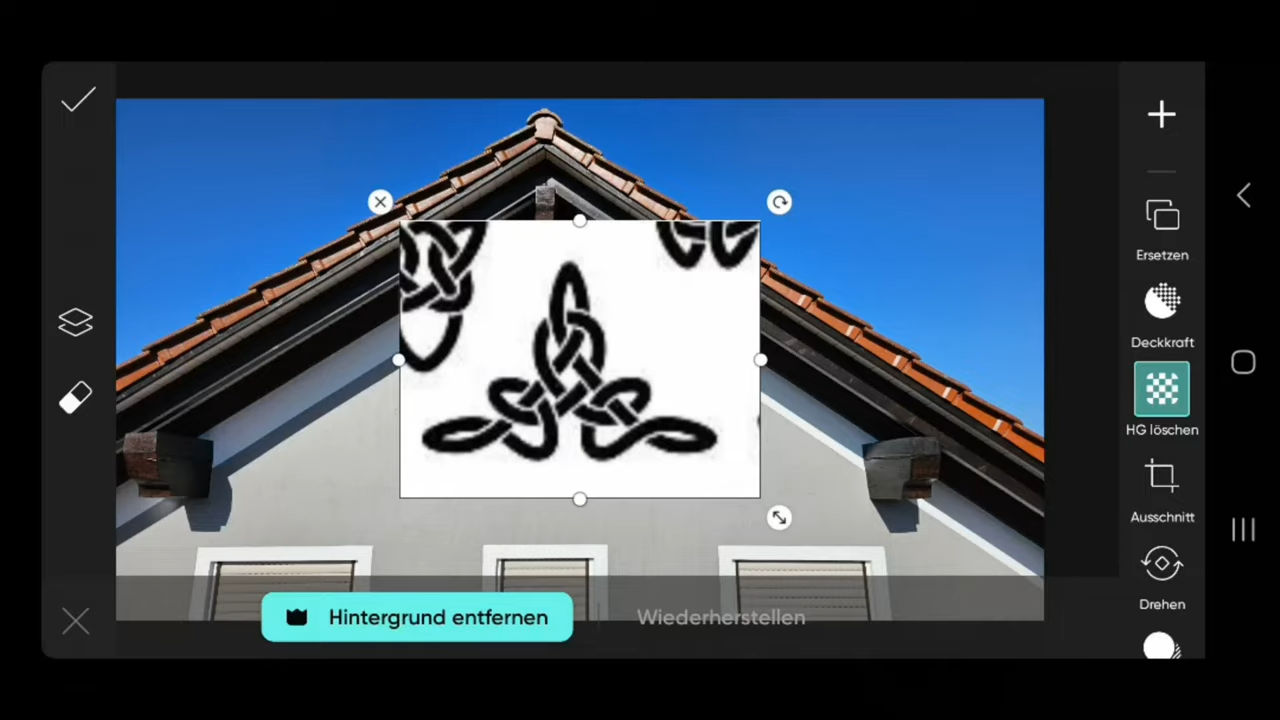 Ersetzen
Deckkraft
HG löschen
Ausschnitt
Drehen
Hintergrund entfernen
Wiederherstellen